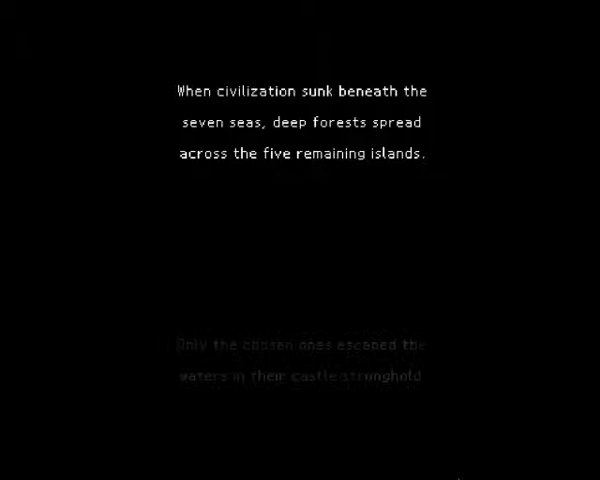 When civilization sunk beneath the
seven seas, deep forests spread
across the five remaining islands.
Only the chosen ones escaped the
waters in their castle-stronghold